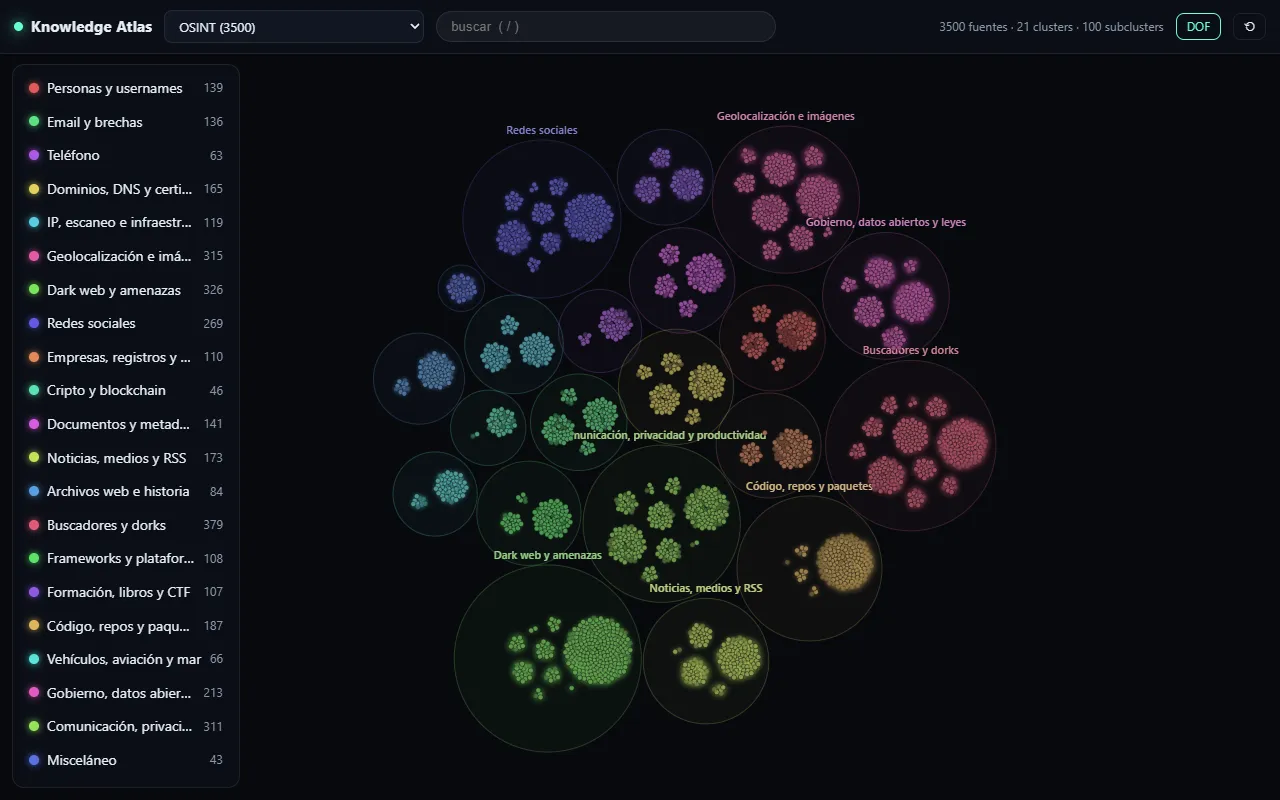 Knowledge Atlas
OSINT (3500)
buscar ( / )
3500 fuentes · 21 clusters · 100 subclusters
DOF
Personas y usernames 139
Email y brechas 136
Teléfono 63
Dominios, DNS y certi... 165
IP, escaneo e infraestr... 119
Geolocalización e imá... 315
Dark web y amenazas 326
Redes sociales 269
Empresas, registros y ... 110
Cripto y blockchain 46
Documentos y metad... 141
Noticias, medios y RSS 173
Archivos web e historia 84
Buscadores y dorks 379
Frameworks y platafor... 108
Formación, libros y CTF 107
Código, repos y paqu... 187
Vehículos, aviación y mar 66
Gobierno, datos abier... 213
Comunicación, privaci... 311
Misceláneo 43
Geolocalización e imágenes
Redes sociales
Gobierno, datos abiertos y leyes
Buscadores y dorks
municación, privacidad y productividad
Código, repos y paquetes
Dark web y amenazas
Noticias, medios y RSS